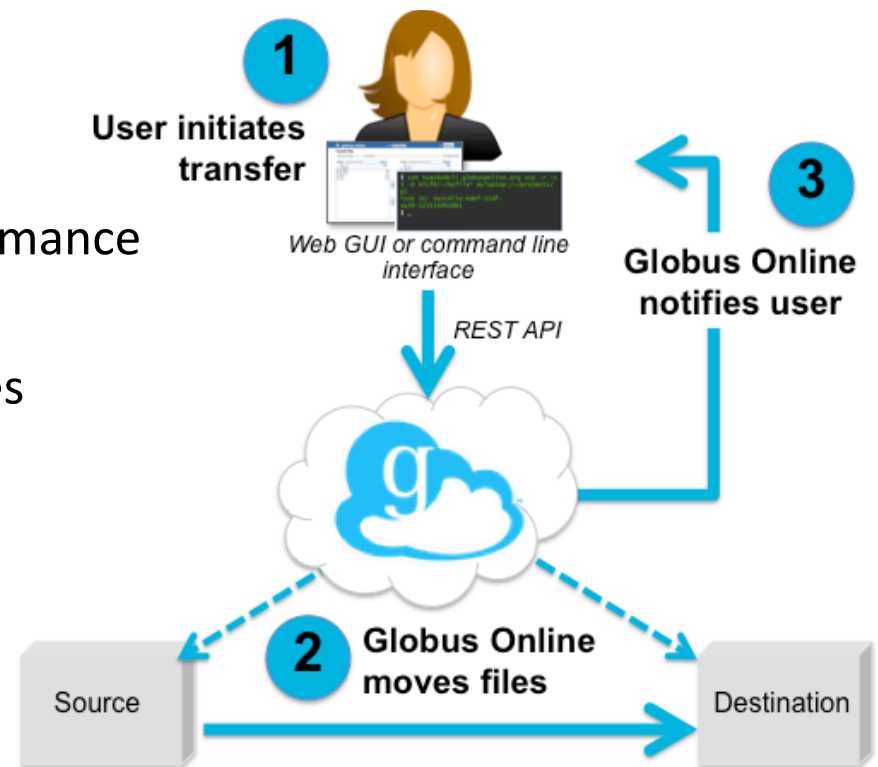 1
User initiates
transfer
Web GUI or command line
interface
REST API
3
Globus Online
notifies user
rmance
es
g
2
Globus Online
moves files
Source
Destination